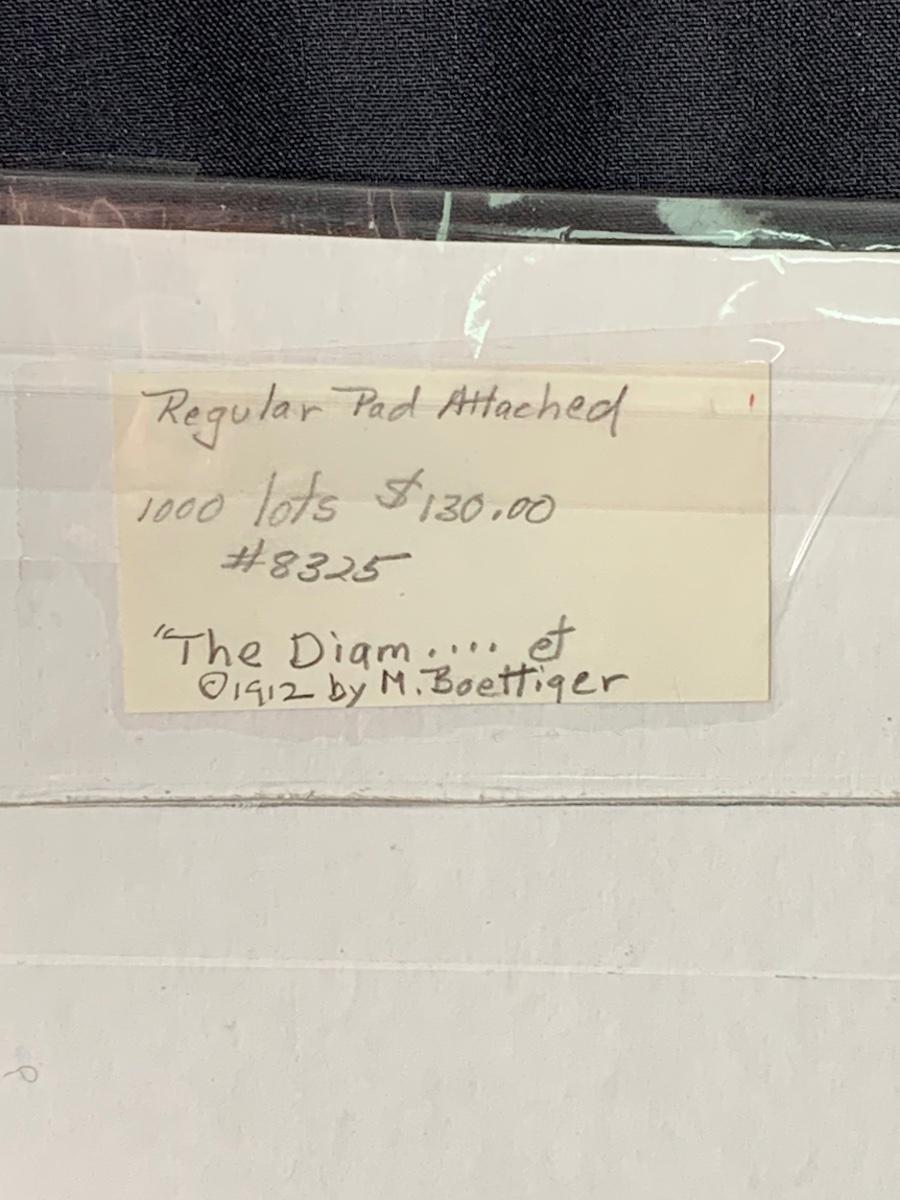 Regular Pad Attached
1000 lots $130.00
#8325
"The Diam.... et
©1912 by M. Boettiger